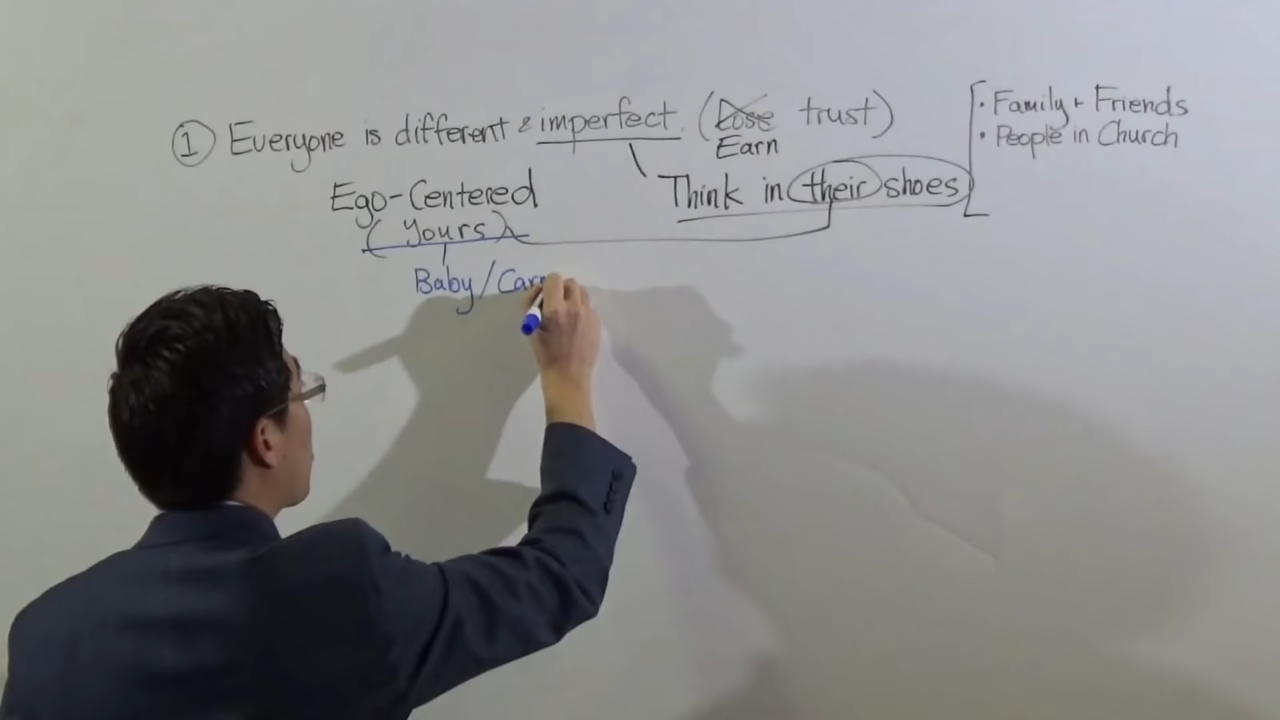 ① Everyone is different & imperfect. (Lose trust)
Earn
· Family + Friends
· People in Church
Ego-Centered
Think in their shoes
(Yours)
Baby/